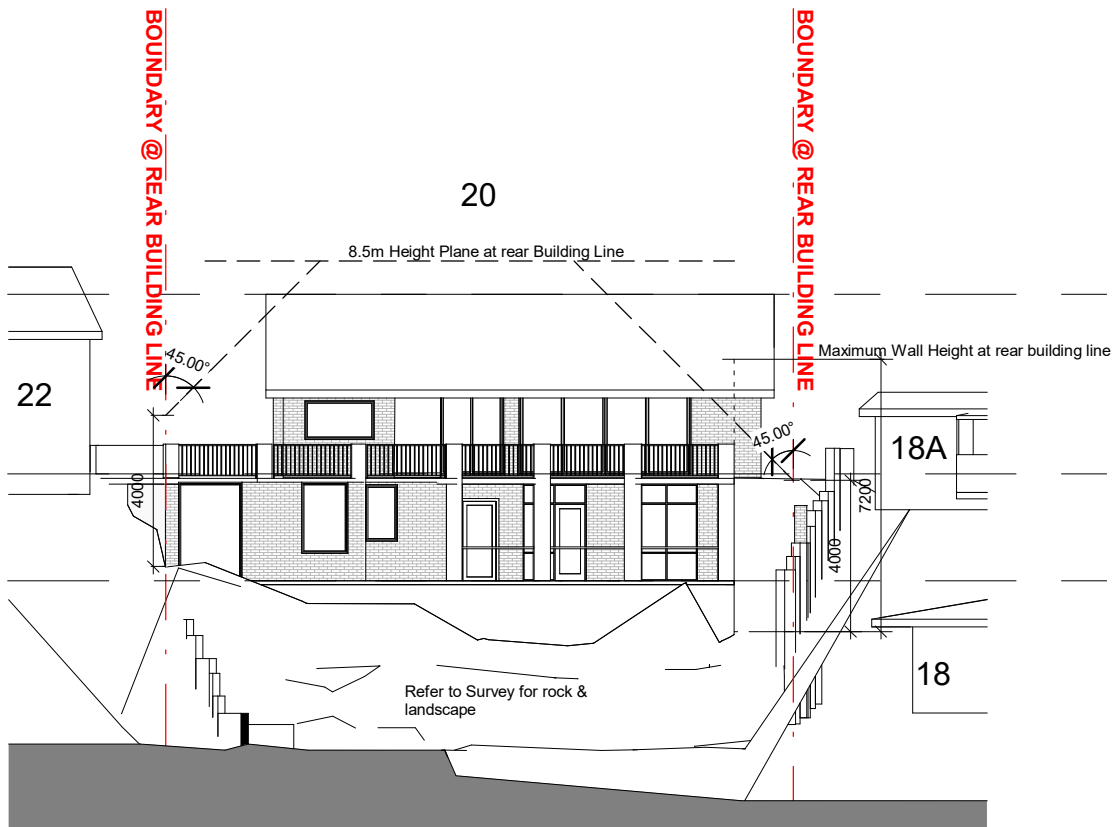 BOUNDARY @ REAR BUILDING LINE
BOUNDARY @ REAR BUILDING LINE
20
8.5m Height Plane at rear Building Line
45.00°
Maximum Wall Height at rear building line
22
45.00°
18A
4000
7200
4000
18
Refer to Survey for rock &
landscape